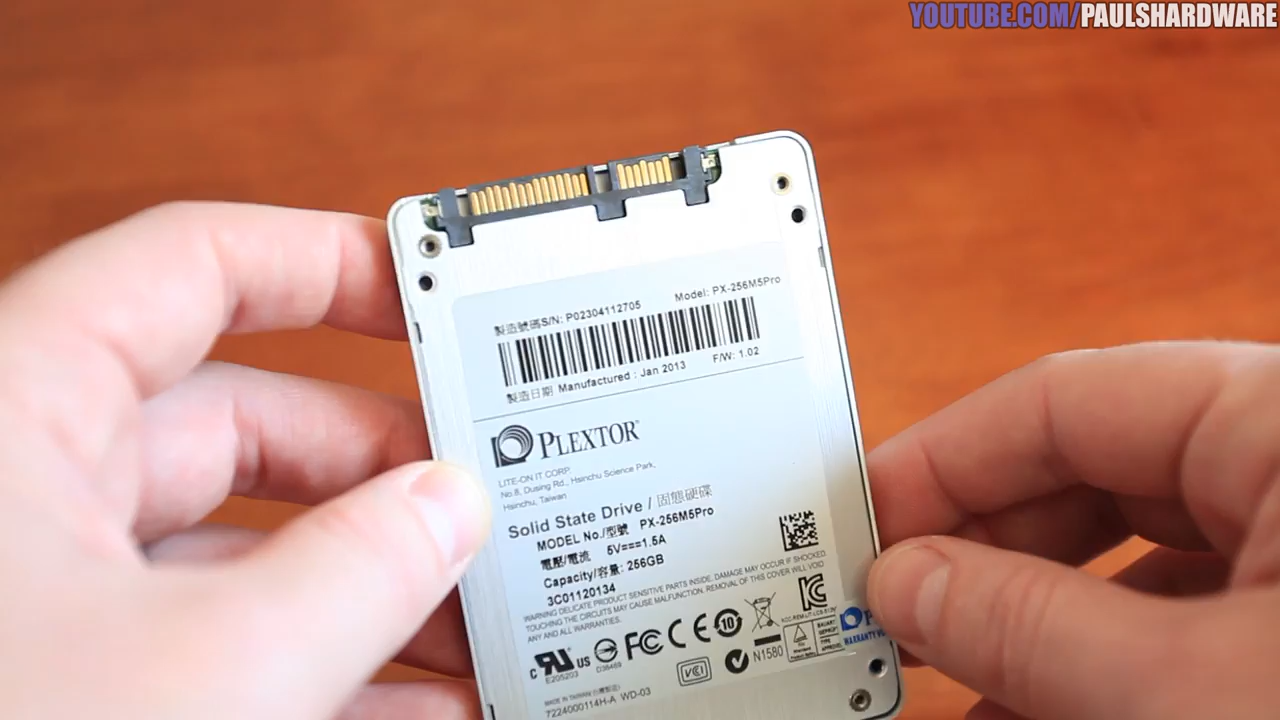 YOUTUBE.COM/PAULSHARDWARE
製造號碼S/N: P02304112705 Model: PX-256M5Pro
製造日期 Manufactured : Jan 2013 F/W: 1.02
PLEXTOR
LITE-ON IT CORP.
No.8, Dusing Rd., Hsinchu Science Park,
Hsinchu, Taiwan
Solid State Drive / 固態硬碟
MODEL No./型號 PX-256M5Pro
電壓/電流 5V===1.5A
Capacity/容量: 256GB
3C01120134
WARNING DELICATE PRODUCT SENSITIVE PARTS INSIDE, DAMAGE MAY OCCUR IF SHOCKED.
TOUCHING THE CIRCUITS MAY CAUSE MALFUNCTION. REMOVAL OF THIS COVER WILL VOID
ANY AND ALL WARRANTIES.
C US
E205203
D36469
FC CE
10
VCI
N1580
WARRANTY
MADE IN TAIWAN
7224000114H-A WD-03